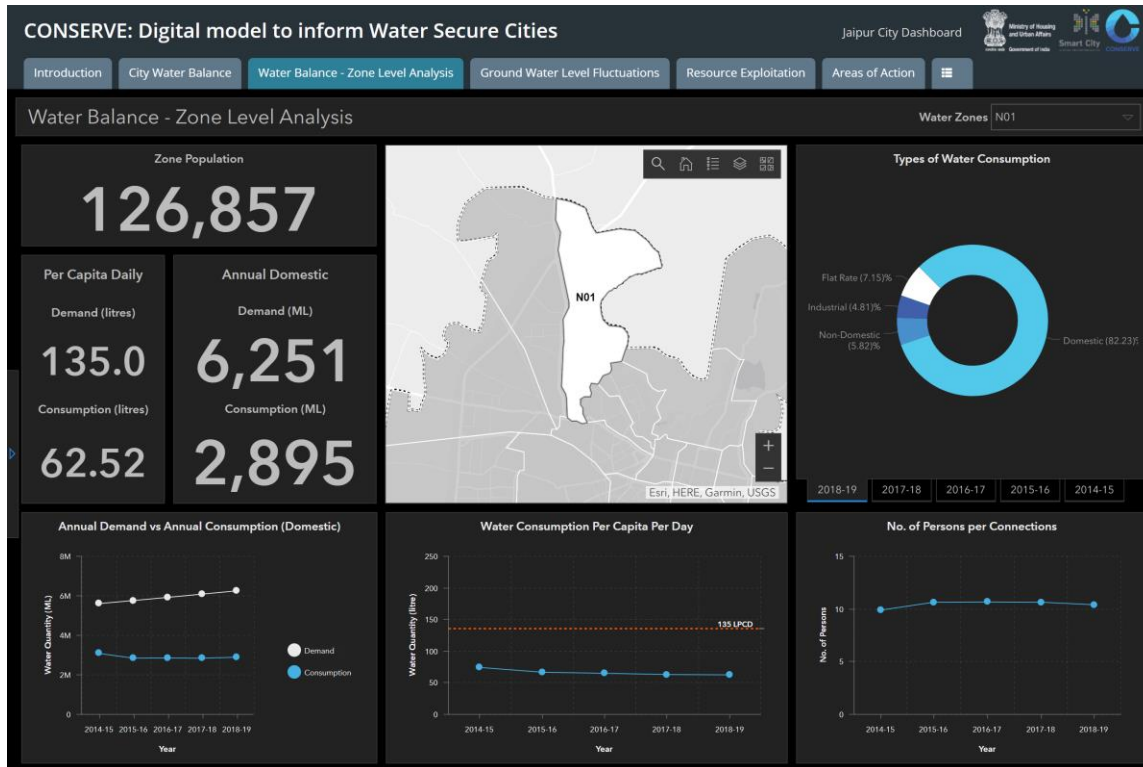 CONSERVE: Digital model to inform Water Secure Cities
Jaipur City Dashboard
Ministry of Housing
and Urban Affairs
Government of India
Smart City
CONSERVE
Introduction
City Water Balance
Water Balance - Zone Level Analysis
Ground Water Level Fluctuations
Resource Exploitation
Areas of Action
Water Balance - Zone Level Analysis
Water Zones N01
Zone Population
126,857
Per Capita Daily
Demand (litres)
135.0
Consumption (litres)
62.52
Annual Domestic
Demand (ML)
6,251
Consumption (ML)
2,895
N01
+
−
Esri, HERE, Garmin, USGS
Types of Water Consumption
Flat Rate (7.15)%
Industrial (4.81)%
Non-Domestic
(5.82)%
Domestic (82.23)%
2018-19 2017-18 2016-17 2015-16 2014-15
Annual Demand vs Annual Consumption (Domestic)
Water Quantity (ML)
8M
6M
4M
2M
0
Demand
Consumption
2014-15 2015-16 2016-17 2017-18 2018-19
Year
Water Consumption Per Capita Per Day
Water Quantity (litre)
250
200
150
135 LPCD
100
50
0
2014-15 2015-16 2016-17 2017-18 2018-19
Year
No. of Persons per Connections
No. of Persons
15
10
5
0
2014-15 2015-16 2016-17 2017-18 2018-19
Year